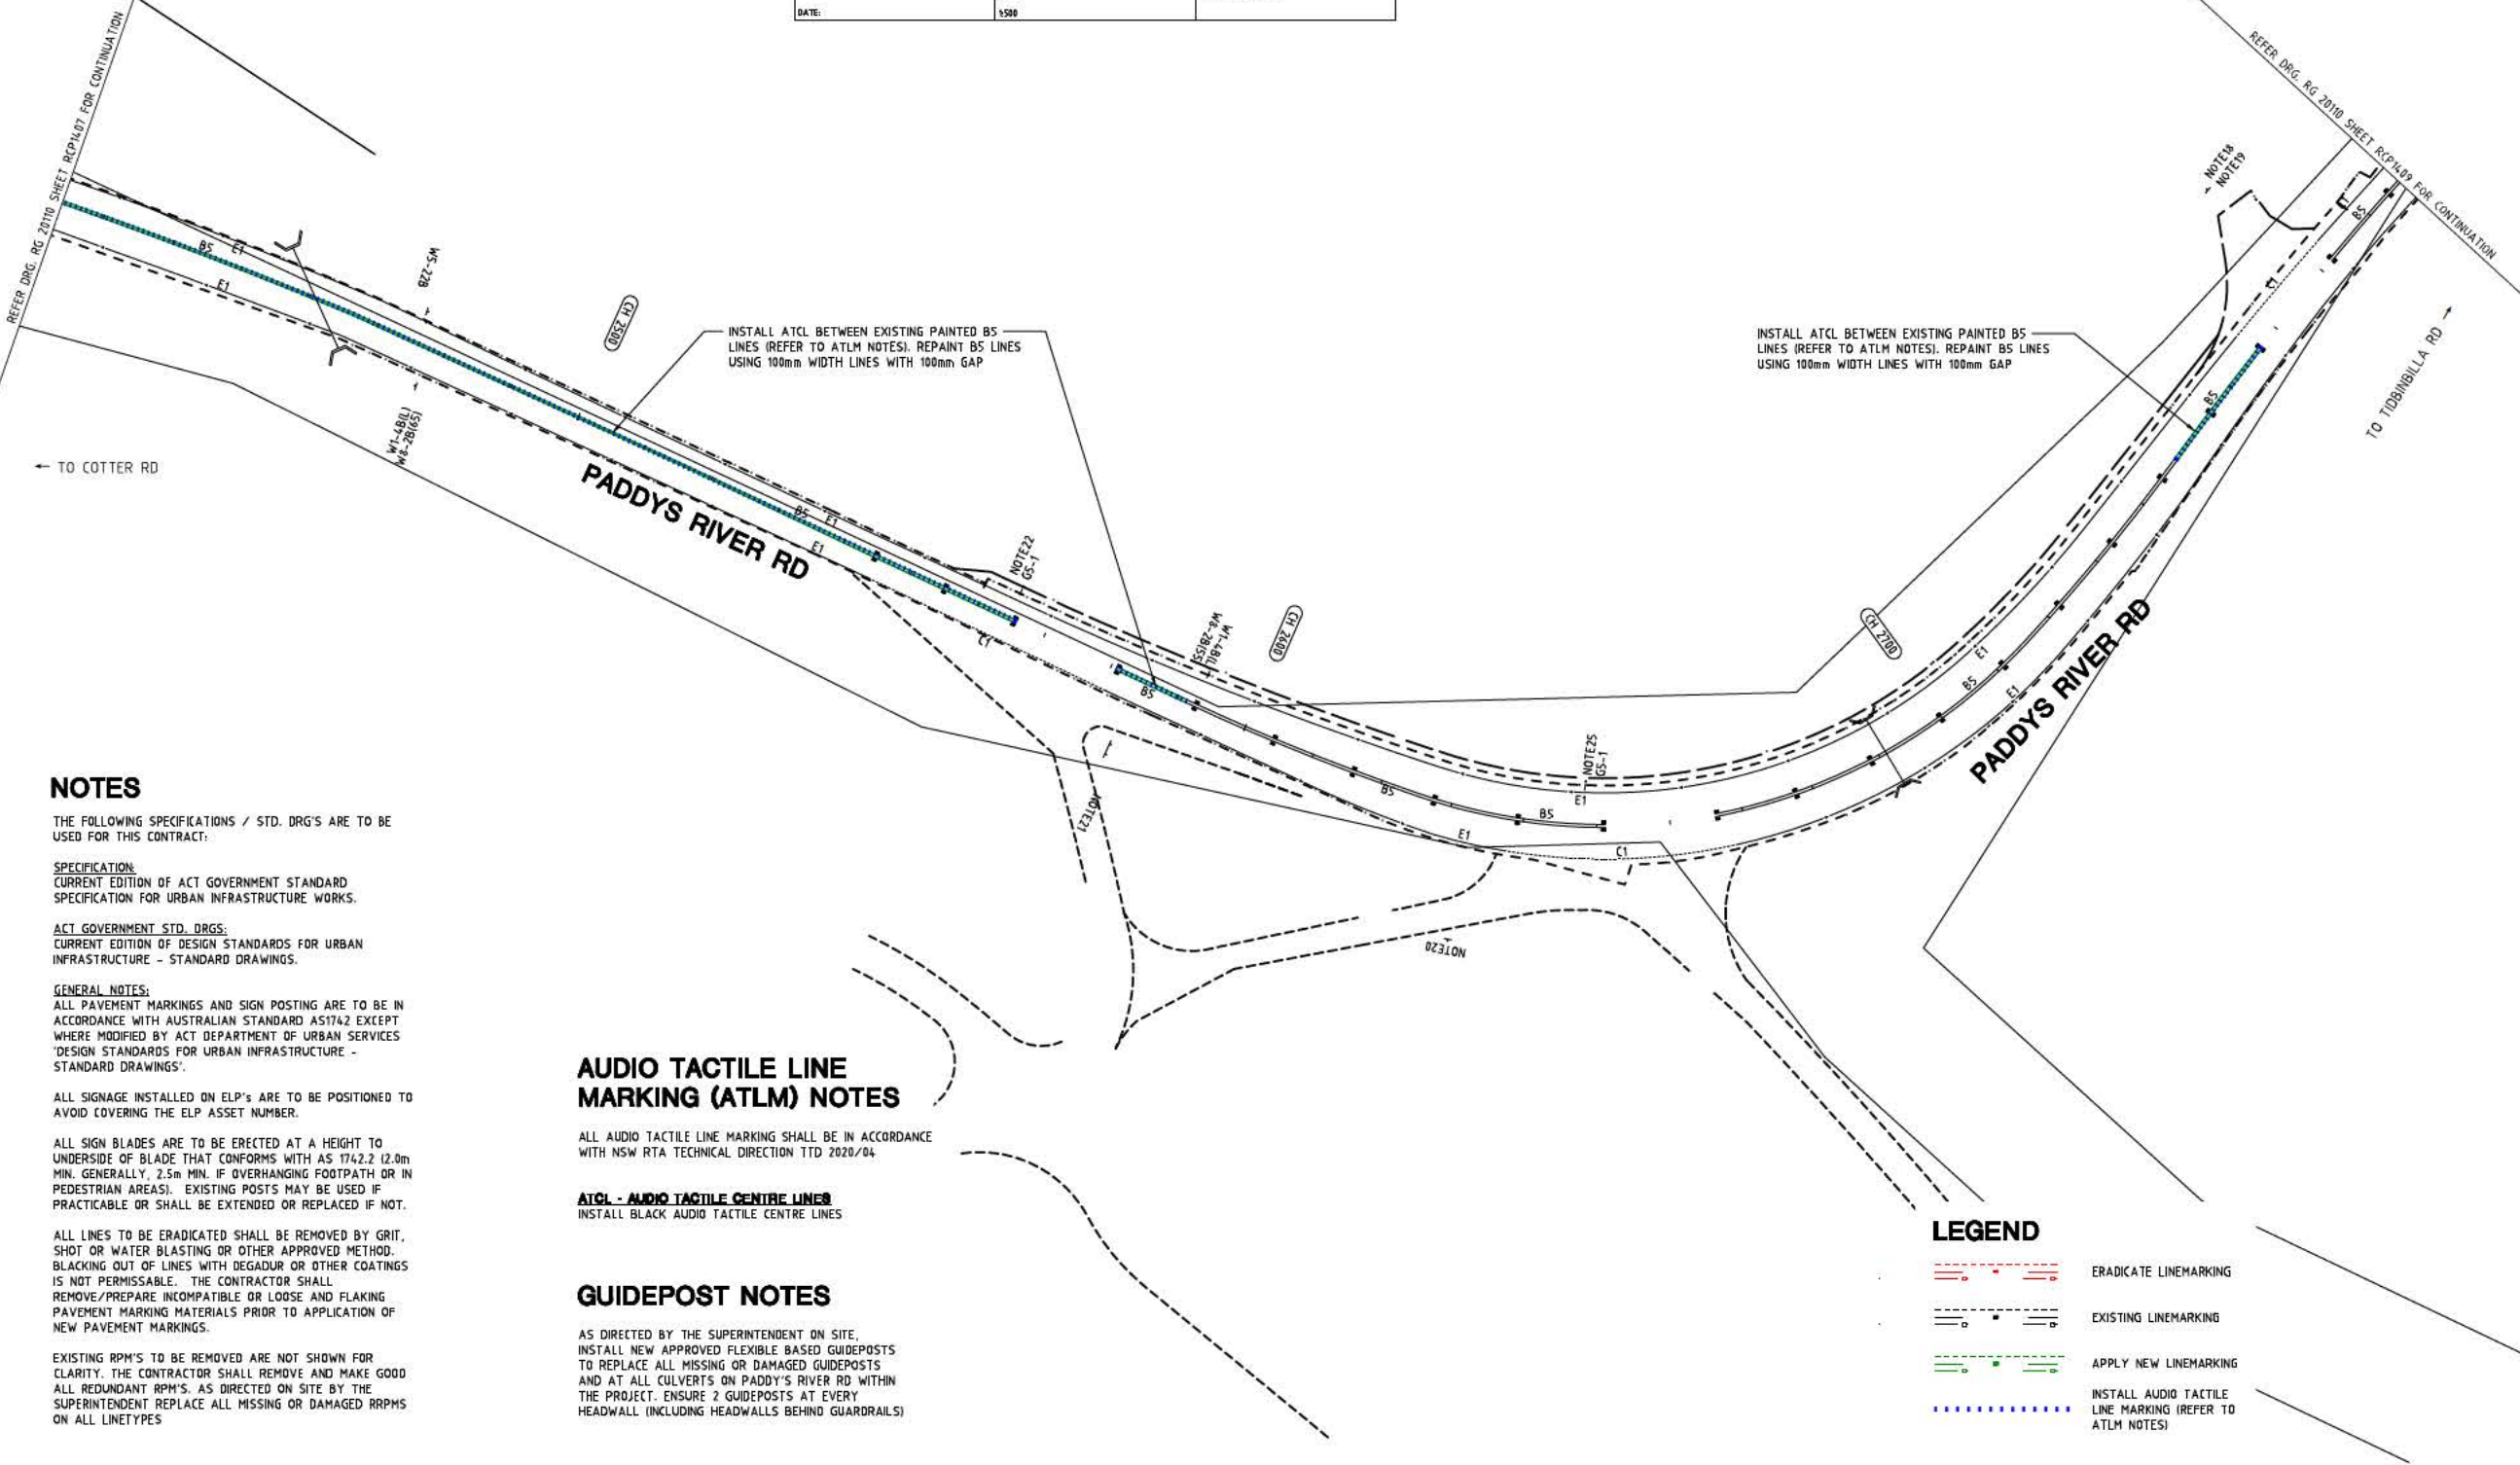 DATE:
1:500
REFER DRG. RG 20110 SHEET RCP1407 FOR CONTINUATION
REFER DRG. RG 20110 SHEET RCP1409 FOR CONTINUATION
NOTE18
NOTE19
B5
E1
E1
W5-22B
CH 2500
INSTALL ATCL BETWEEN EXISTING PAINTED B5
LINES (REFER TO ATLM NOTES). REPAINT B5 LINES
USING 100mm WIDTH LINES WITH 100mm GAP
INSTALL ATCL BETWEEN EXISTING PAINTED B5
LINES (REFER TO ATLM NOTES). REPAINT B5 LINES
USING 100mm WIDTH LINES WITH 100mm GAP
B5
C1
B5
TO TIDBINBILLA RD →
W1-4B(L)
W8-2B(65)
← TO COTTER RD
PADDYS RIVER RD
B5
E1
E1
NOTE22
G5-1
C1
B5
W1-4B(L)
W8-2B(55)
CH 2600
CH 2700
E1
B5
E1
PADDYS RIVER RD
NOTE25
G5-1
E1
B5
B5
E1
C1
NOTE21
NOTE20
NOTES
THE FOLLOWING SPECIFICATIONS / STD. DRG'S ARE TO BE
USED FOR THIS CONTRACT:
SPECIFICATION:
CURRENT EDITION OF ACT GOVERNMENT STANDARD
SPECIFICATION FOR URBAN INFRASTRUCTURE WORKS.
ACT GOVERNMENT STD. DRGS:
CURRENT EDITION OF DESIGN STANDARDS FOR URBAN
INFRASTRUCTURE - STANDARD DRAWINGS.
GENERAL NOTES:
ALL PAVEMENT MARKINGS AND SIGN POSTING ARE TO BE IN
ACCORDANCE WITH AUSTRALIAN STANDARD AS1742 EXCEPT
WHERE MODIFIED BY ACT DEPARTMENT OF URBAN SERVICES
'DESIGN STANDARDS FOR URBAN INFRASTRUCTURE -
STANDARD DRAWINGS'.
ALL SIGNAGE INSTALLED ON ELP's ARE TO BE POSITIONED TO
AVOID COVERING THE ELP ASSET NUMBER.
ALL SIGN BLADES ARE TO BE ERECTED AT A HEIGHT TO
UNDERSIDE OF BLADE THAT CONFORMS WITH AS 1742.2 (2.0m
MIN. GENERALLY, 2.5m MIN. IF OVERHANGING FOOTPATH OR IN
PEDESTRIAN AREAS). EXISTING POSTS MAY BE USED IF
PRACTICABLE OR SHALL BE EXTENDED OR REPLACED IF NOT.
ALL LINES TO BE ERADICATED SHALL BE REMOVED BY GRIT,
SHOT OR WATER BLASTING OR OTHER APPROVED METHOD.
BLACKING OUT OF LINES WITH DEGADUR OR OTHER COATINGS
IS NOT PERMISSABLE. THE CONTRACTOR SHALL
REMOVE/PREPARE INCOMPATIBLE OR LOOSE AND FLAKING
PAVEMENT MARKING MATERIALS PRIOR TO APPLICATION OF
NEW PAVEMENT MARKINGS.
EXISTING RPM'S TO BE REMOVED ARE NOT SHOWN FOR
CLARITY. THE CONTRACTOR SHALL REMOVE AND MAKE GOOD
ALL REDUNDANT RPM'S. AS DIRECTED ON SITE BY THE
SUPERINTENDENT REPLACE ALL MISSING OR DAMAGED RRPMS
ON ALL LINETYPES
AUDIO TACTILE LINE
MARKING (ATLM) NOTES
ALL AUDIO TACTILE LINE MARKING SHALL BE IN ACCORDANCE
WITH NSW RTA TECHNICAL DIRECTION TTD 2020/04
ATCL - AUDIO TACTILE CENTRE LINES
INSTALL BLACK AUDIO TACTILE CENTRE LINES
GUIDEPOST NOTES
AS DIRECTED BY THE SUPERINTENDENT ON SITE,
INSTALL NEW APPROVED FLEXIBLE BASED GUIDEPOSTS
TO REPLACE ALL MISSING OR DAMAGED GUIDEPOSTS
AND AT ALL CULVERTS ON PADDY'S RIVER RD WITHIN
THE PROJECT. ENSURE 2 GUIDEPOSTS AT EVERY
HEADWALL (INCLUDING HEADWALLS BEHIND GUARDRAILS)
LEGEND
ERADICATE LINEMARKING
EXISTING LINEMARKING
APPLY NEW LINEMARKING
INSTALL AUDIO TACTILE
LINE MARKING (REFER TO
ATLM NOTES)